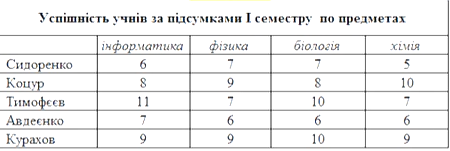 Успішність учнів за підсумками І семестру по предметах
інформатика фізика біологія хімія
Сидоренко 6 7 7 5
Коцур 8 9 8 10
Тимофєєв 11 7 10 7
Авдєєнко 7 6 6 6
Курахов 9 9 10 9